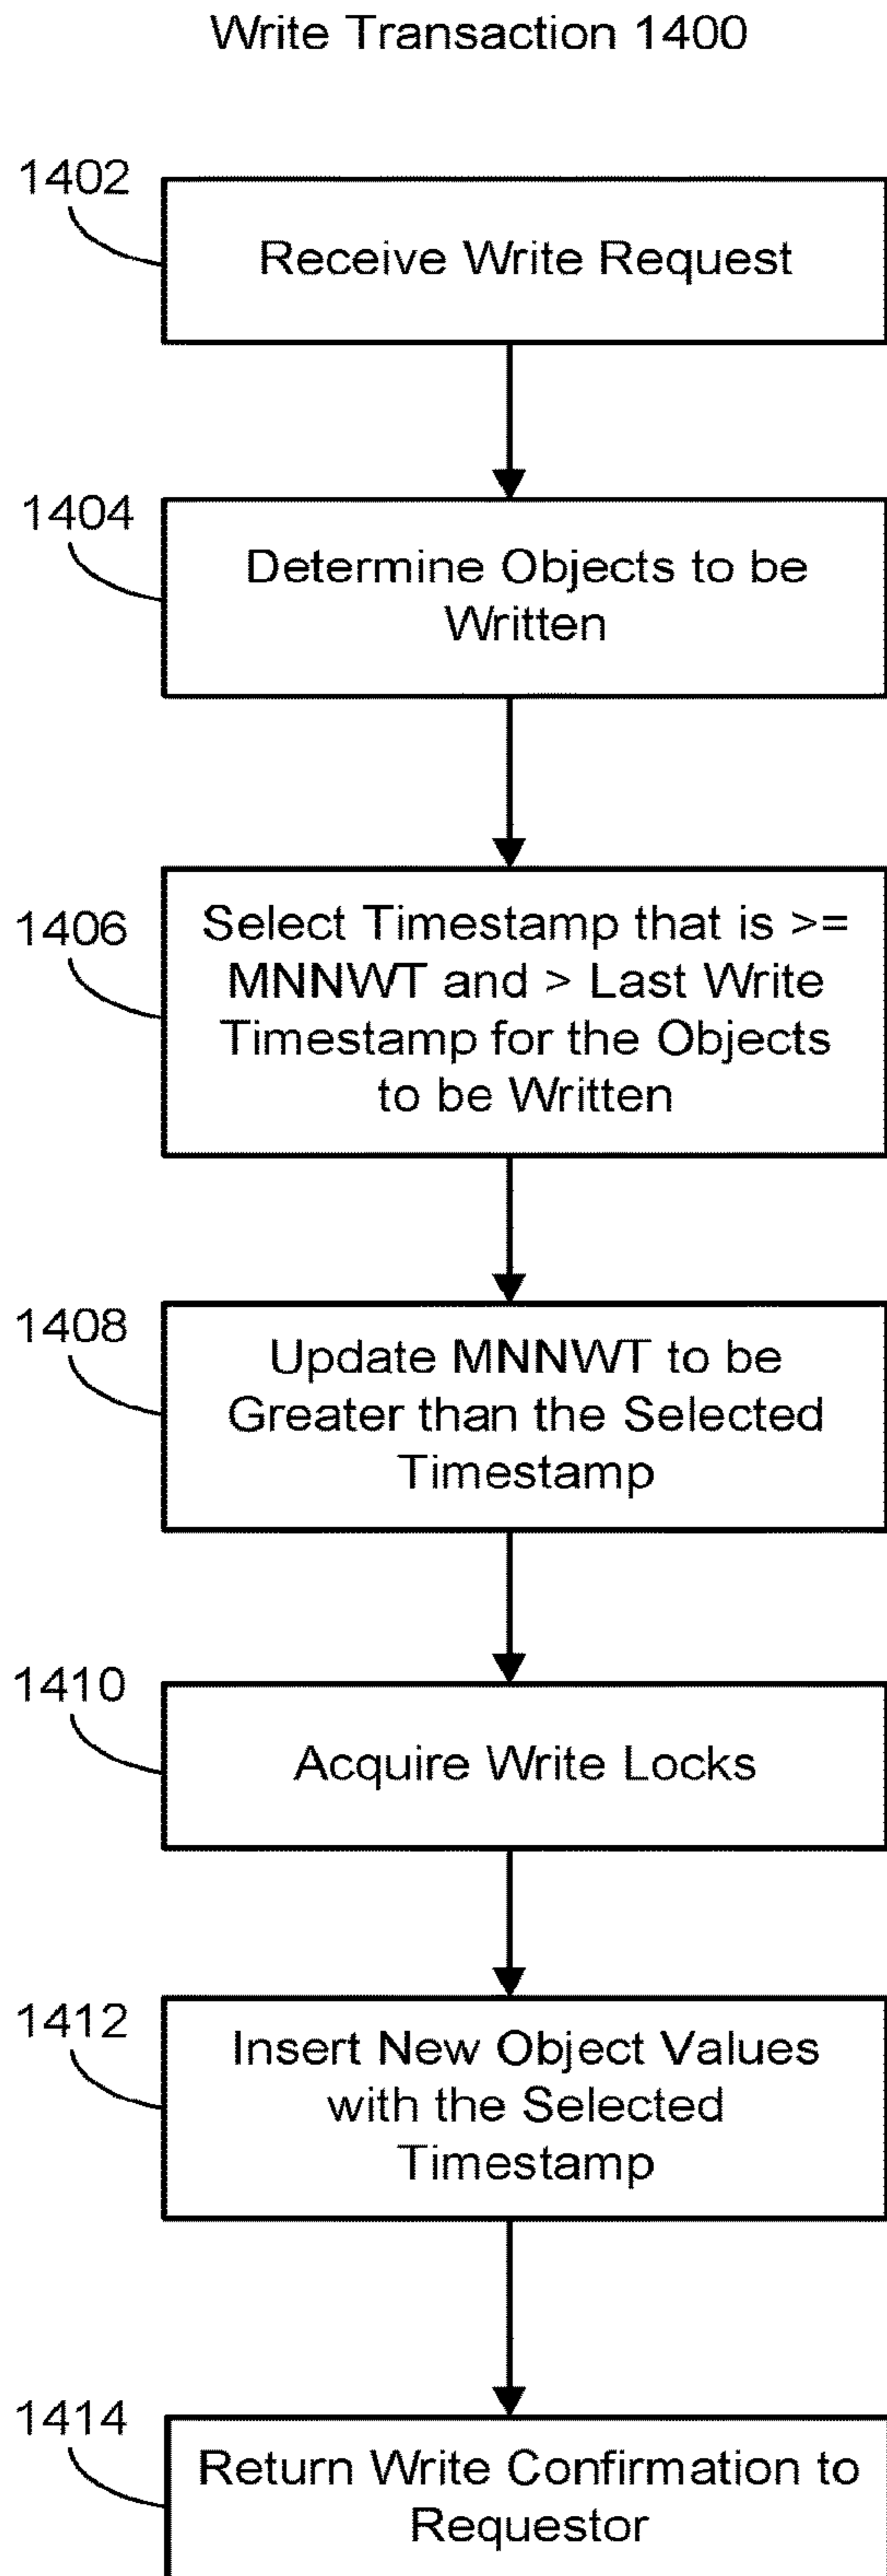 Write Transaction 1400
1402
Receive Write Request
1404
Determine Objects to be
Written
1406
Select Timestamp that is >=
MNNWT and > Last Write
Timestamp for the Objects
to be Written
1408
Update MNNWT to be
Greater than the Selected
Timestamp
1410
Acquire Write Locks
1412
Insert New Object Values
with the Selected
Timestamp
1414
Return Write Confirmation to
Requestor